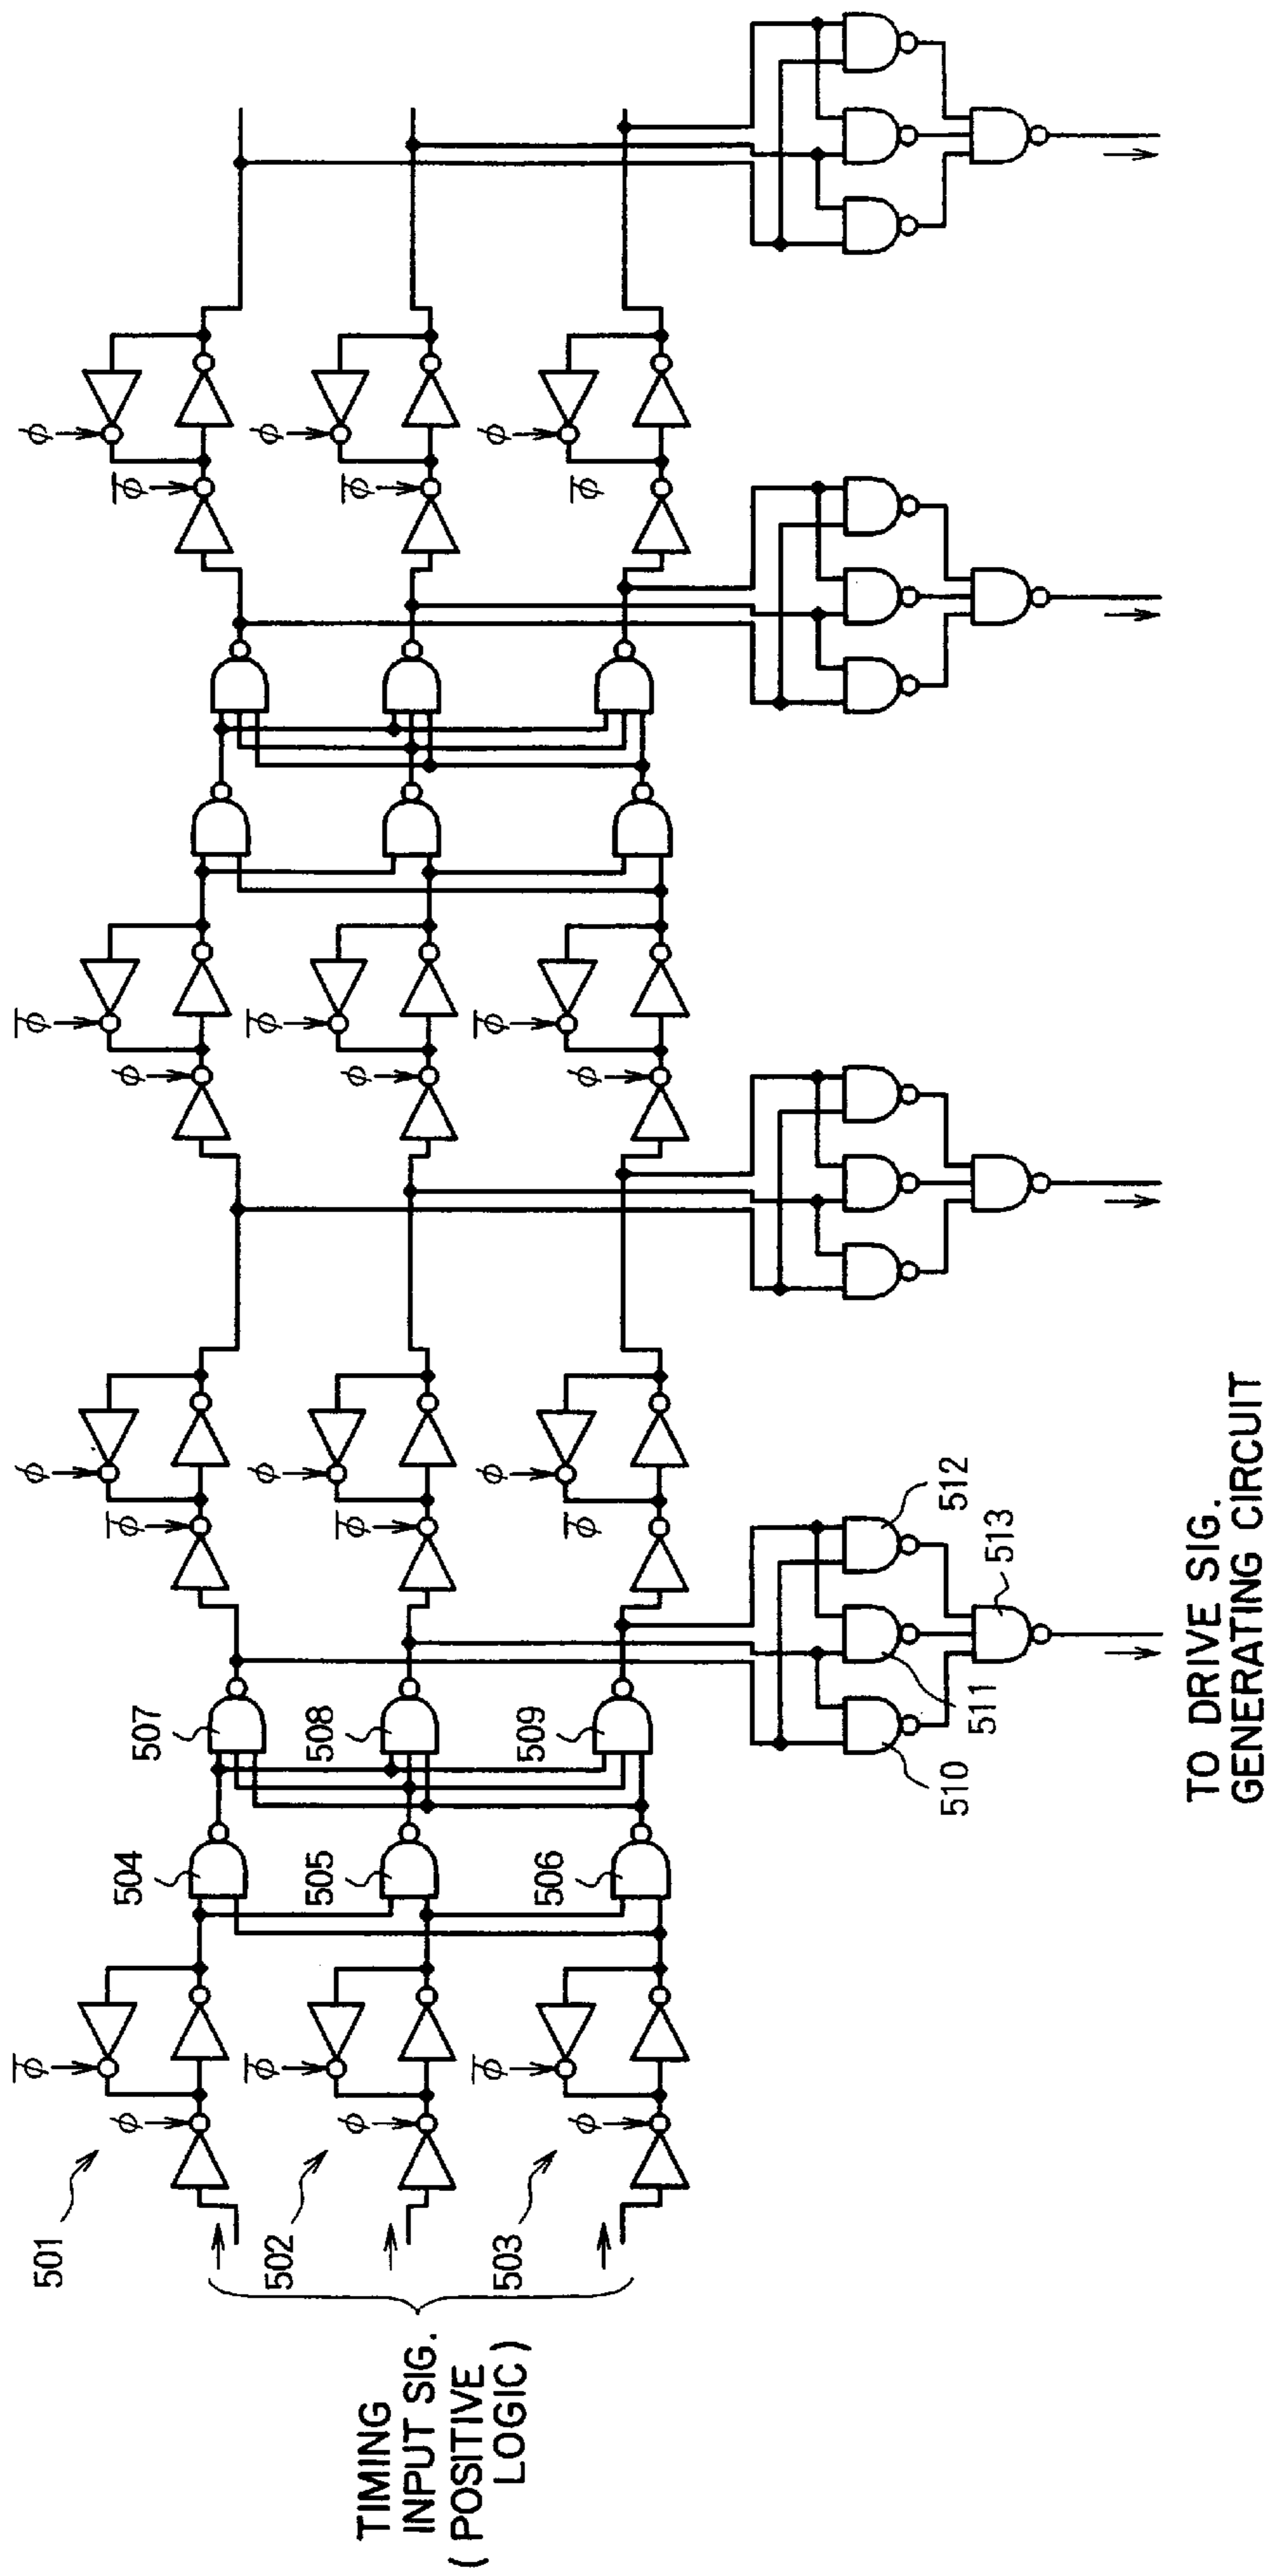 φ̅
φ
φ̅
φ
501
φ
504
507
φ̅
φ
φ̅
φ̅
φ
φ̅
φ
502
φ
505
508
φ̅
φ
φ̅
TIMING
INPUT SIG.
( POSITIVE
LOGIC )
φ̅
φ
φ̅
φ
503
φ
506
509
φ̅
φ
φ̅
510
511
512
513
TO DRIVE SIG.
GENERATING CIRCUIT